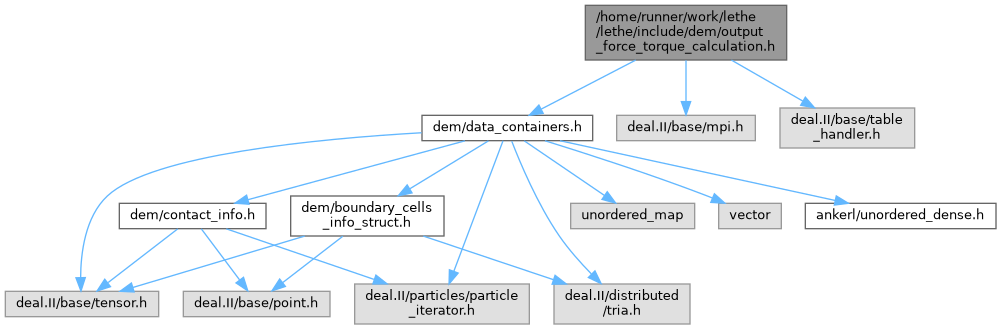 /home/runner/work/lethe
/lethe/include/dem/output
_force_torque_calculation.h
dem/data_containers.h
deal.II/base/mpi.h
deal.II/base/table
_handler.h
dem/contact_info.h
dem/boundary_cells
_info_struct.h
unordered_map
vector
ankerl/unordered_dense.h
deal.II/base/tensor.h
deal.II/base/point.h
deal.II/particles/particle
_iterator.h
deal.II/distributed
/tria.h